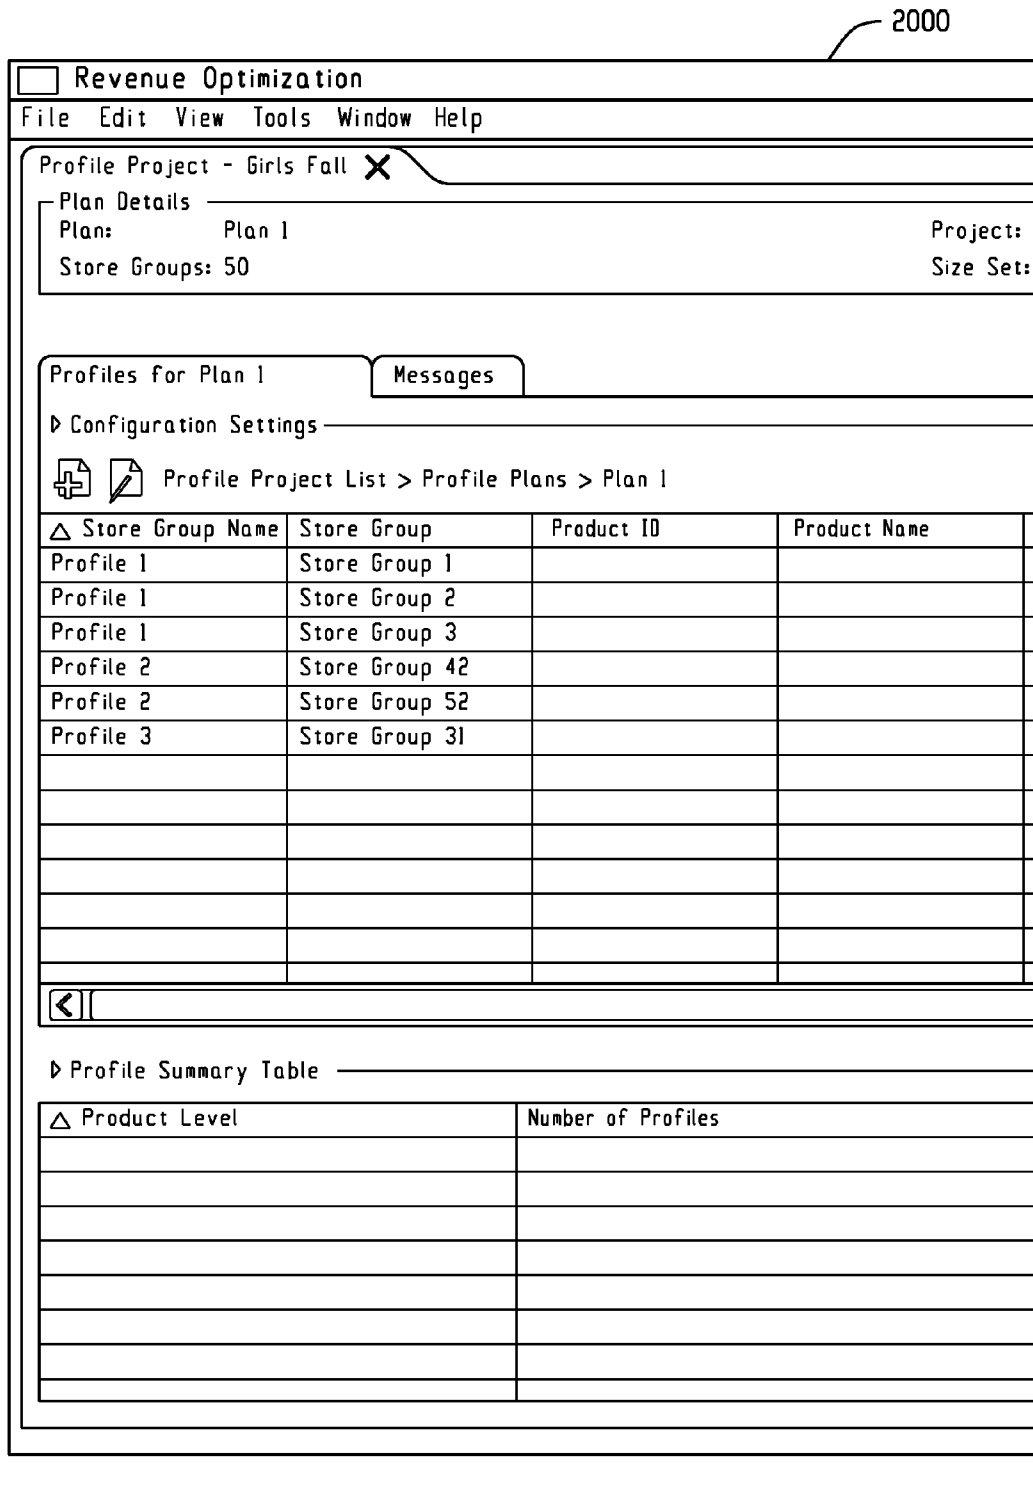 2000
Revenue Optimization
File Edit View Tools Window Help
Profile Project - Girls Fall
Plan Details
Plan: Plan 1 Project:
Store Groups: 50 Size Set:
Profiles for Plan 1 Messages
Configuration Settings
Profile Project List > Profile Plans > Plan 1
Store Group Name Store Group Product ID Product Name
Profile 1 Store Group 1
Profile 1 Store Group 2
Profile 1 Store Group 3
Profile 2 Store Group 42
Profile 2 Store Group 52
Profile 3 Store Group 31
Profile Summary Table
Product Level Number of Profiles